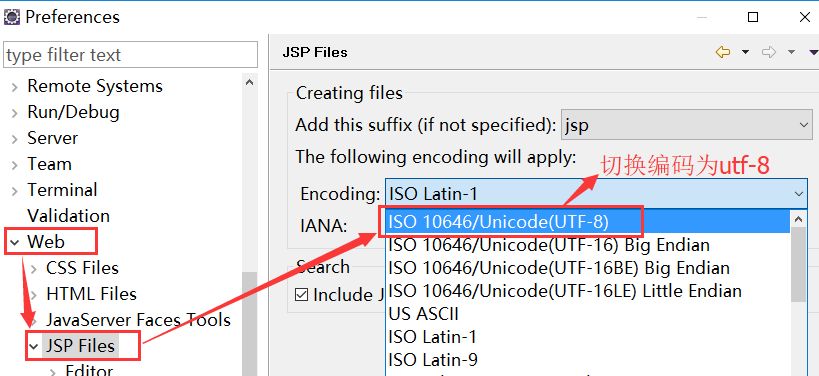 Preferences
type filter text
Remote Systems
Run/Debug
Server
Team
Terminal
Validation
Web
CSS Files
HTML Files
JavaServer Faces Tools
JSP Files
Editor
JSP Files
Creating files
Add this suffix (if not specified): jsp
The following encoding will apply:
切换编码为utf-8
Encoding: ISO Latin-1
IANA:
ISO 10646/Unicode(UTF-8)
ISO 10646/Unicode(UTF-16) Big Endian
ISO 10646/Unicode(UTF-16BE) Big Endian
ISO 10646/Unicode(UTF-16LE) Little Endian
US ASCII
ISO Latin-1
ISO Latin-9
Search
Include J